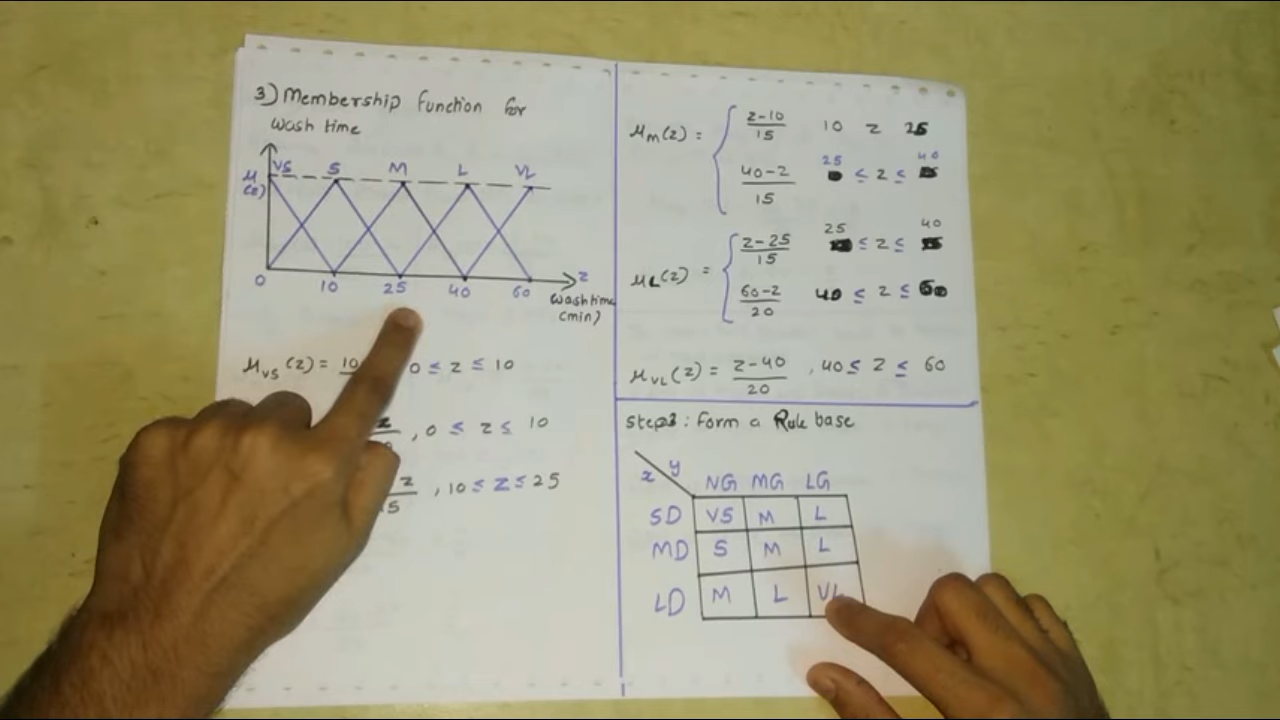 3) Membership function for
wash time
VS S M L VL
μ
(z)
0 10 25 40 60 z
wash time
(min)
μVS (z) = 10 0 ≤ z ≤ 10
z , 0 ≤ z ≤ 10
z , 10 ≤ z ≤ 25
15
μM(z) = { z-10 / 15 10 z 25
40-z / 15 25 ≤ z ≤ 40
μL(z) = { z-25 / 15 25 ≤ z ≤ 40
60-z / 20 40 ≤ z ≤ 60
μVL(z) = z-40 / 20 , 40 ≤ z ≤ 60
Step3: Form a Rule base
x y NG MG LG
SD VS M L
MD S M L
LD M L VL